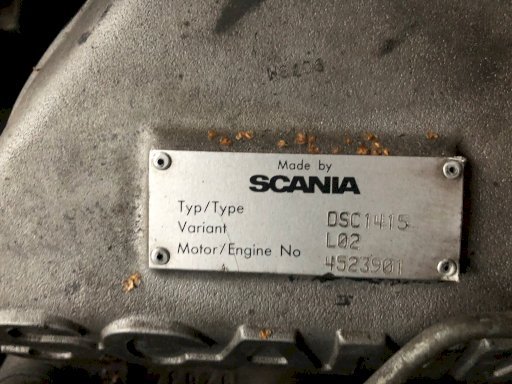 Made by
SCANIA
Typ/Type DSC1415
Variant L02
Motor/Engine No 4523901